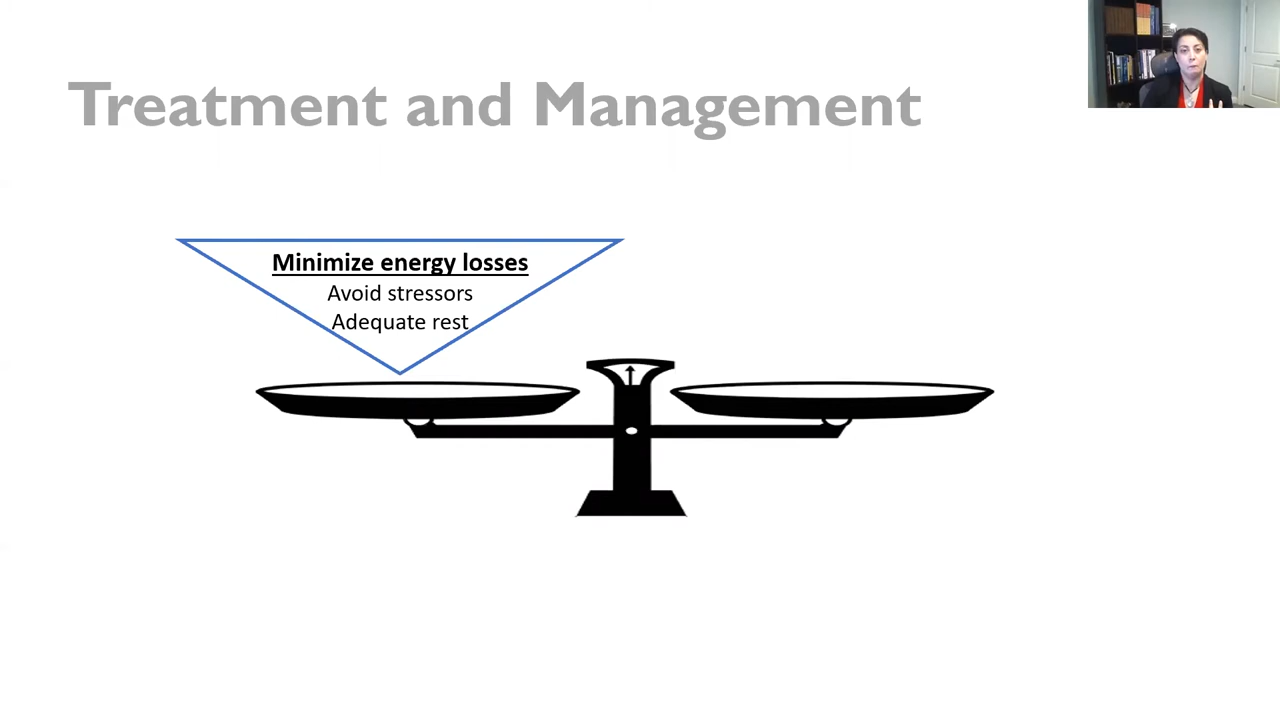 Treatment and Management
Minimize energy losses
Avoid stressors
Adequate rest